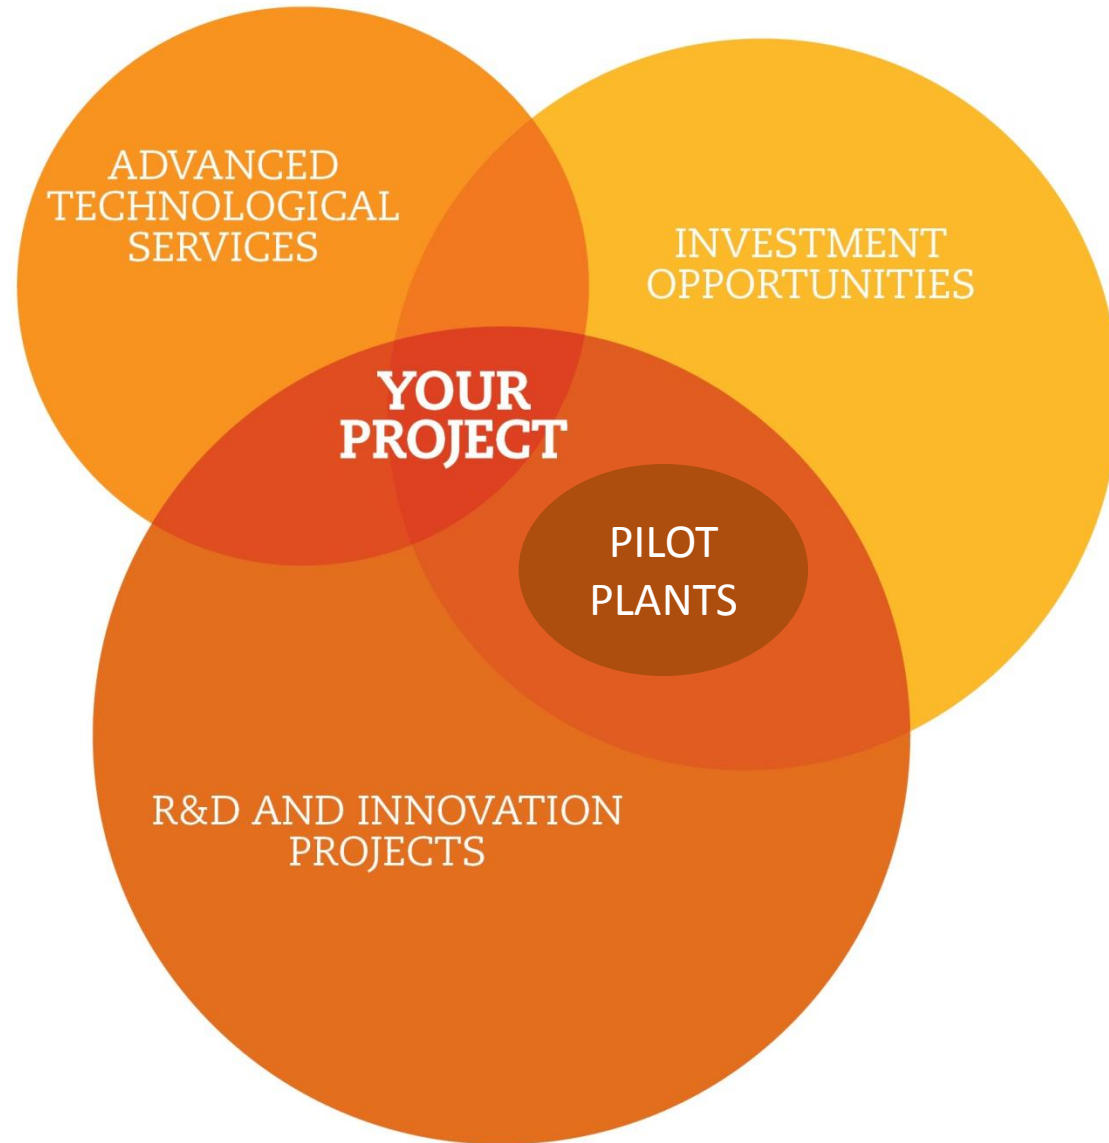 ADVANCED
TECHNOLOGICAL
SERVICES
INVESTMENT
OPPORTUNITIES
YOUR
PROJECT
PILOT
PLANTS
R&D AND INNOVATION
PROJECTS